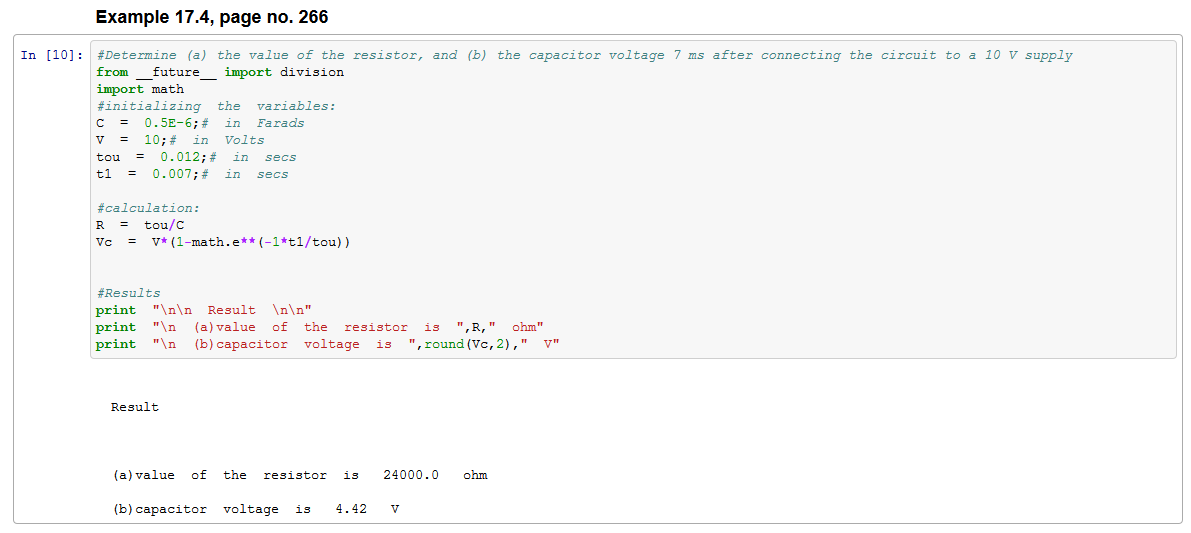 Example 17.4, page no. 266
In [10]: #Determine (a) the value of the resistor, and (b) the capacitor voltage 7 ms after connecting the circuit to a 10 V supply
from __future__ import division
import math
#initializing  the  variables:
C  =  0.5E-6;#  in  Farads
V  =  10;#  in  Volts
tou  =  0.012;#  in  secs
t1  =  0.007;#  in  secs
#calculation:
R  =  tou/C
Vc  =  V*(1-math.e**(-1*t1/tou))
#Results
print  "\n\n  Result  \n\n"
print  "\n  (a)value  of  the  resistor  is  ",R,"  ohm"
print  "\n  (b)capacitor  voltage  is  ",round(Vc,2),"  V"
Result
(a)value  of  the  resistor  is   24000.0   ohm
(b)capacitor  voltage  is   4.42   V